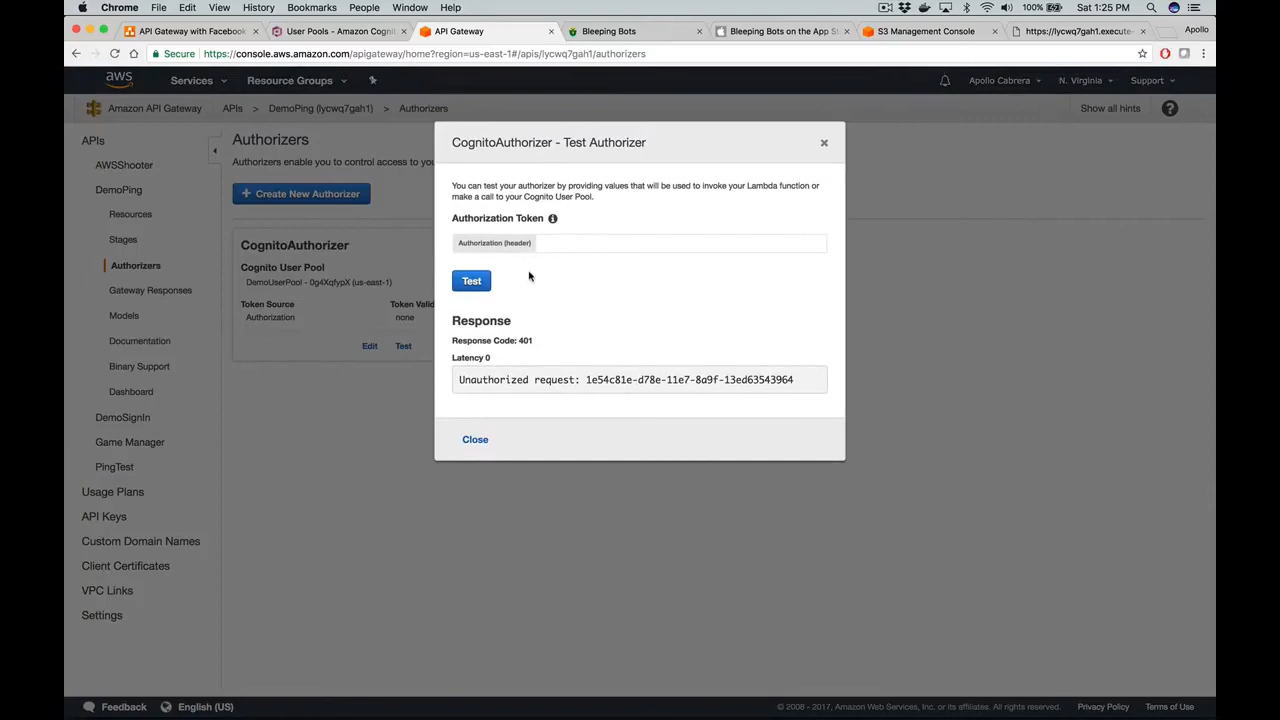 Chrome File Edit View History Bookmarks People Window Help 100% Sat 1:25 PM
API Gateway with Facebook
User Pools - Amazon Cognit
API Gateway
Bleeping Bots
Bleeping Bots on the App St
S3 Management Console
https://lycwq7gah1.execute-
Apollo
Secure https://console.aws.amazon.com/apigateway/home?region=us-east-1#/apis/lycwq7gah1/authorizers
aws Services Resource Groups Apollo Cabrera N. Virginia Support
Amazon API Gateway APIs > DemoPing (lycwq7gah1) > Authorizers Show all hints ?
APIs
AWSShooter
DemoPing
Resources
Stages
Authorizers
Gateway Responses
Models
Documentation
Binary Support
Dashboard
DemoSignIn
Game Manager
PingTest
Usage Plans
API Keys
Custom Domain Names
Client Certificates
VPC Links
Settings
Authorizers
Authorizers enable you to control access to you
+ Create New Authorizer
CognitoAuthorizer
Cognito User Pool
DemoUserPool - 0g4XqfypX (us-east-1)
Token Source Token Valid
Authorization none
Edit Test
CognitoAuthorizer - Test Authorizer
You can test your authorizer by providing values that will be used to invoke your Lambda function or
make a call to your Cognito User Pool.
Authorization Token
Authorization (header)
Test
Response
Response Code: 401
Latency 0
Unauthorized request: 1e54c81e-d78e-11e7-8a9f-13ed63543964
Close
Feedback English (US) © 2008 - 2017, Amazon Web Services, Inc. or its affiliates. All rights reserved. Privacy Policy Terms of Use